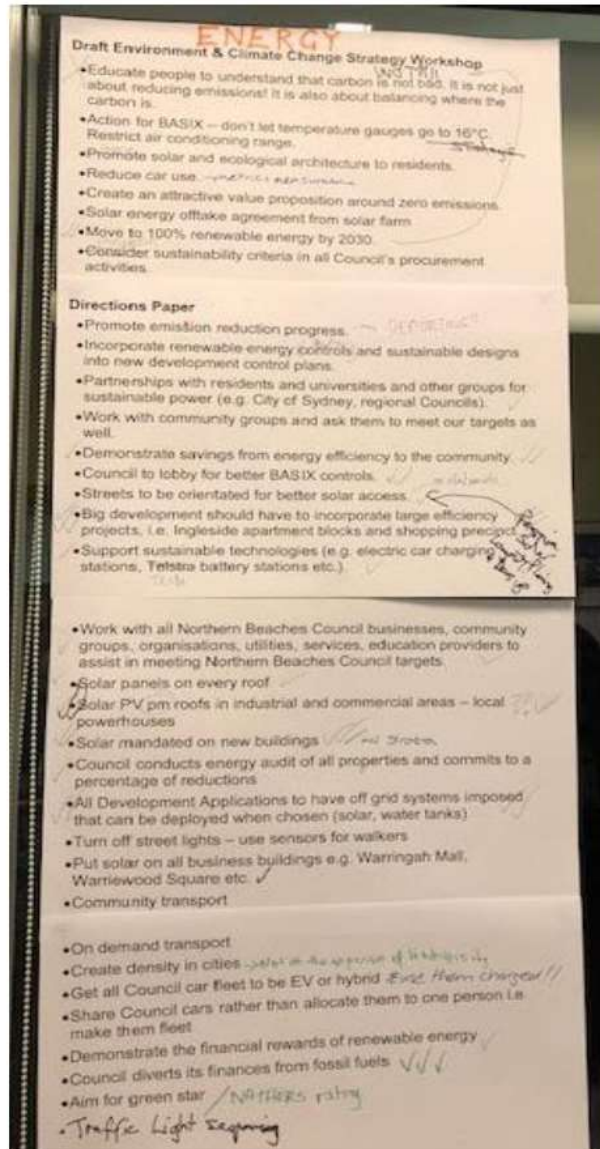 ENERGY
Draft Environment & Climate Change Strategy Workshop
•Educate people to understand that carbon is not bad. It is not just
about reducing emissions! It is also about balancing where the
carbon is.
•Action for BASIX – don't let temperature gauges go to 16°C.
Restrict air conditioning range.
•Promote solar and ecological architecture to residents.
•Reduce car use.
•Create an attractive value proposition around zero emissions.
•Solar energy offtake agreement from solar farm
•Move to 100% renewable energy by 2030.
•Consider sustainability criteria in all Council's procurement
activities.
Directions Paper
•Promote emission reduction progress.
•Incorporate renewable energy controls and sustainable designs
into new development control plans.
•Partnerships with residents and universities and other groups for
sustainable power (e.g. City of Sydney, regional Councils).
•Work with community groups and ask them to meet our targets as
well.
•Demonstrate savings from energy efficiency to the community.
•Council to lobby for better BASIX controls.
•Streets to be orientated for better solar access.
•Big development should have to incorporate large efficiency
projects, i.e. Ingleside apartment blocks and shopping precinct
•Support sustainable technologies (e.g. electric car charging
stations, Telstra battery stations etc.)
•Work with all Northern Beaches Council businesses, community
groups, organisations, utilities, services, education providers to
assist in meeting Northern Beaches Council targets.
•Solar panels on every roof
•Solar PV pm roofs in industrial and commercial areas – local
powerhouses
•Solar mandated on new buildings
•Council conducts energy audit of all properties and commits to a
percentage of reductions
•All Development Applications to have off grid systems imposed
that can be deployed when chosen (solar, water tanks)
•Turn off street lights – use sensors for walkers
•Put solar on all business buildings e.g. Warringah Mall,
Warriewood Square etc. ✓
•Community transport
•On demand transport
•Create density in cities
•Get all Council car fleet to be EV or hybrid
•Share Council cars rather than allocate them to one person i.e
make them fleet
•Demonstrate the financial rewards of renewable energy
•Council diverts its finances from fossil fuels ✓✓✓
•Aim for green star / NATHERS rating
• Traffic Light